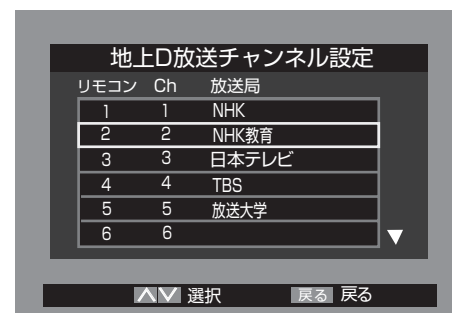 地上D放送チャンネル設定
リモコン Ch 放送局
1 1 NHK
2 2 NHK教育
3 3 日本テレビ
4 4 TBS
5 5 放送大学
6 6
▼
∧∨ 選択 戻る 戻る